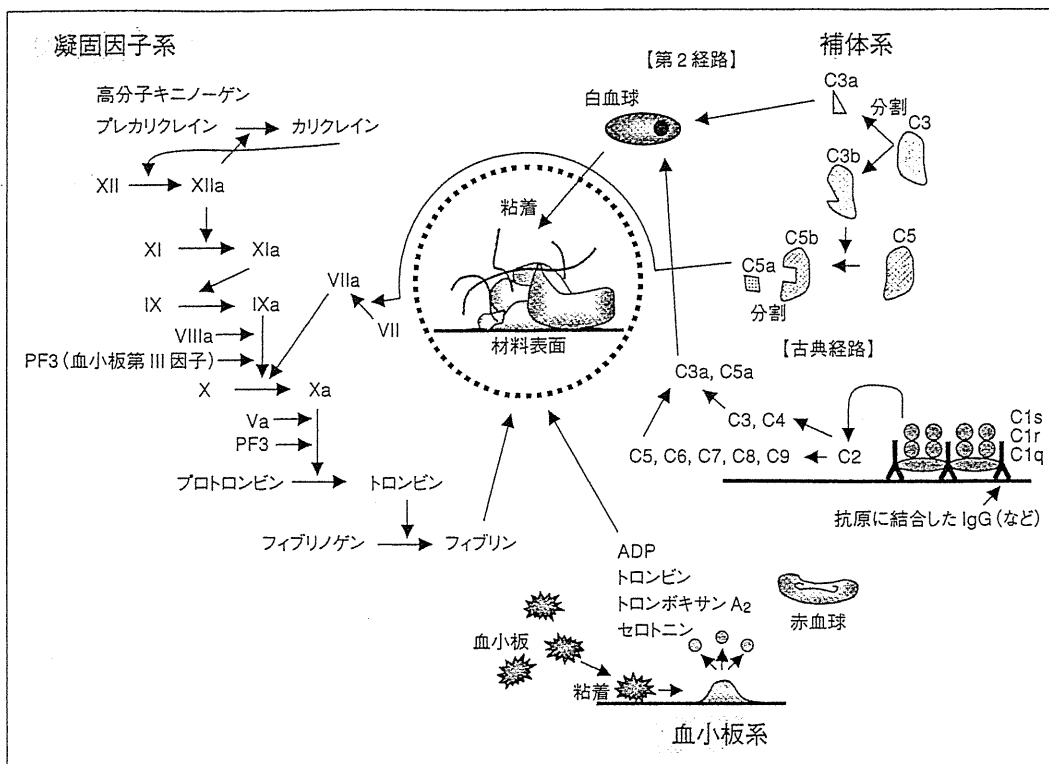 凝固因子系
高分子キニノーゲン
プレカリクレイン カリクレイン
XII XIIa
XI XIa
IX IXa
VIIa
VII
VIIIa
PF3(血小板第III因子)
X Xa
Va
PF3
プロトロンビン トロンビン
フィブリノゲン フィブリン
粘着
材料表面
補体系
【第2経路】
白血球
C3a
分割
C3
C3b
C5b
C5
C5a
分割
【古典経路】
C3a, C5a
C3, C4
C5, C6, C7, C8, C9
C2
C1s
C1r
C1q
抗原に結合したIgG(など)
ADP
トロンビン
トロンボキサンA2
セロトニン
赤血球
血小板
粘着
血小板系